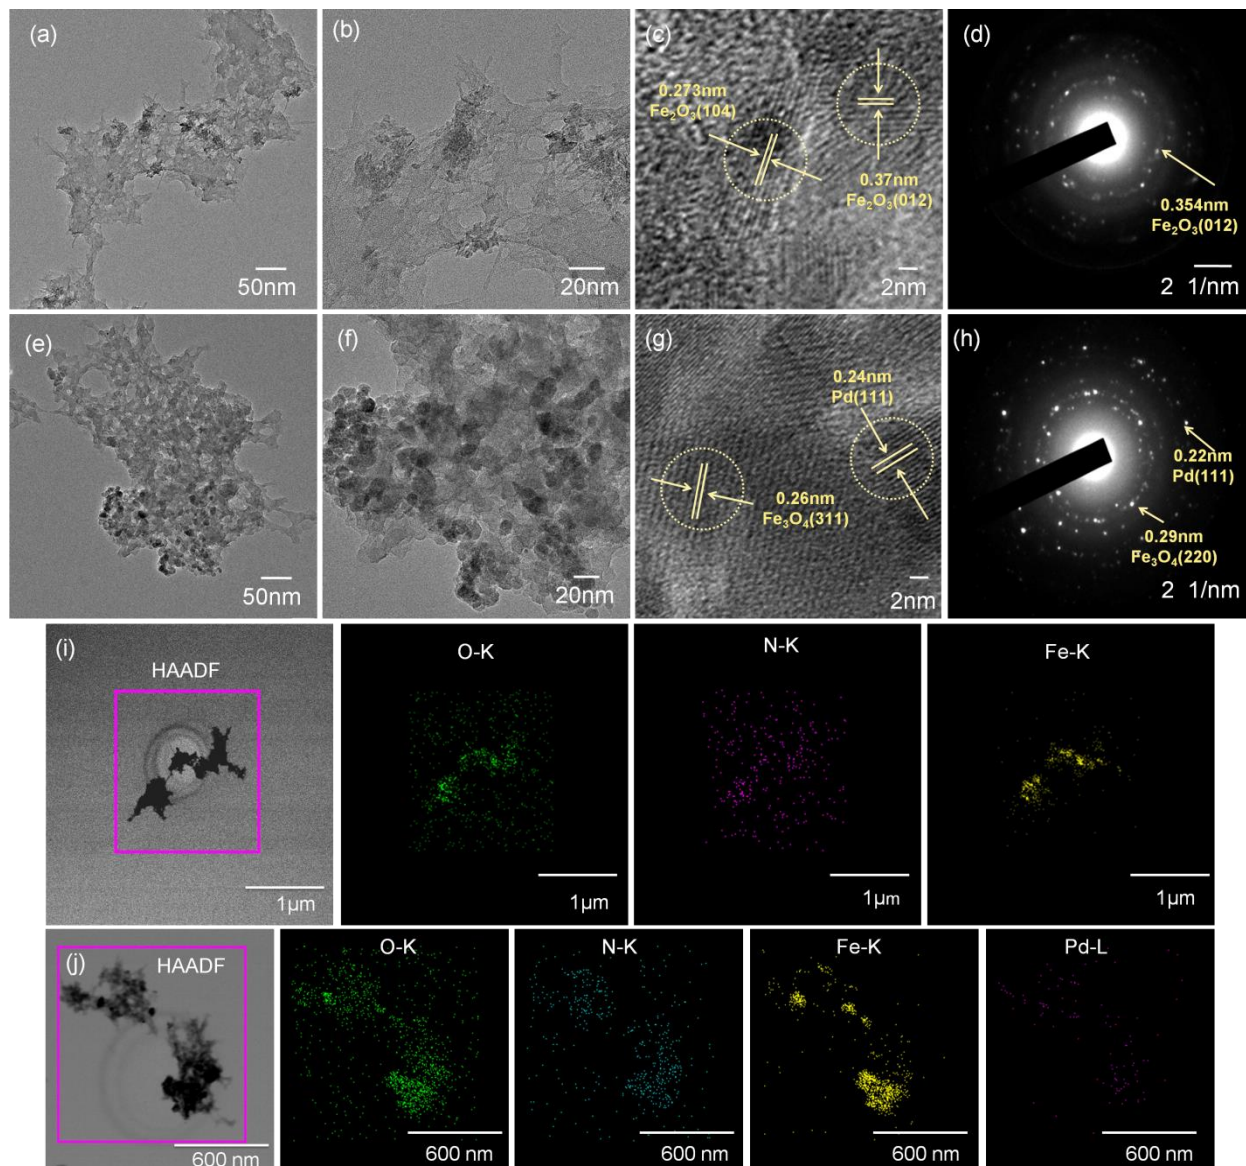 (a)
50nm
(b)
20nm
(c)
0.273nm
Fe₂O₃(104)
0.37nm
Fe₂O₃(012)
2nm
(d)
0.354nm
Fe₂O₃(012)
2 1/nm
(e)
50nm
(f)
20nm
(g)
0.24nm
Pd(111)
0.26nm
Fe₃O₄(311)
2nm
(h)
0.22nm
Pd(111)
0.29nm
Fe₃O₄(220)
2 1/nm
(i)
HAADF
1μm
O-K
1μm
N-K
1μm
Fe-K
1μm
(j)
HAADF
600 nm
O-K
600 nm
N-K
600 nm
Fe-K
600 nm
Pd-L
600 nm